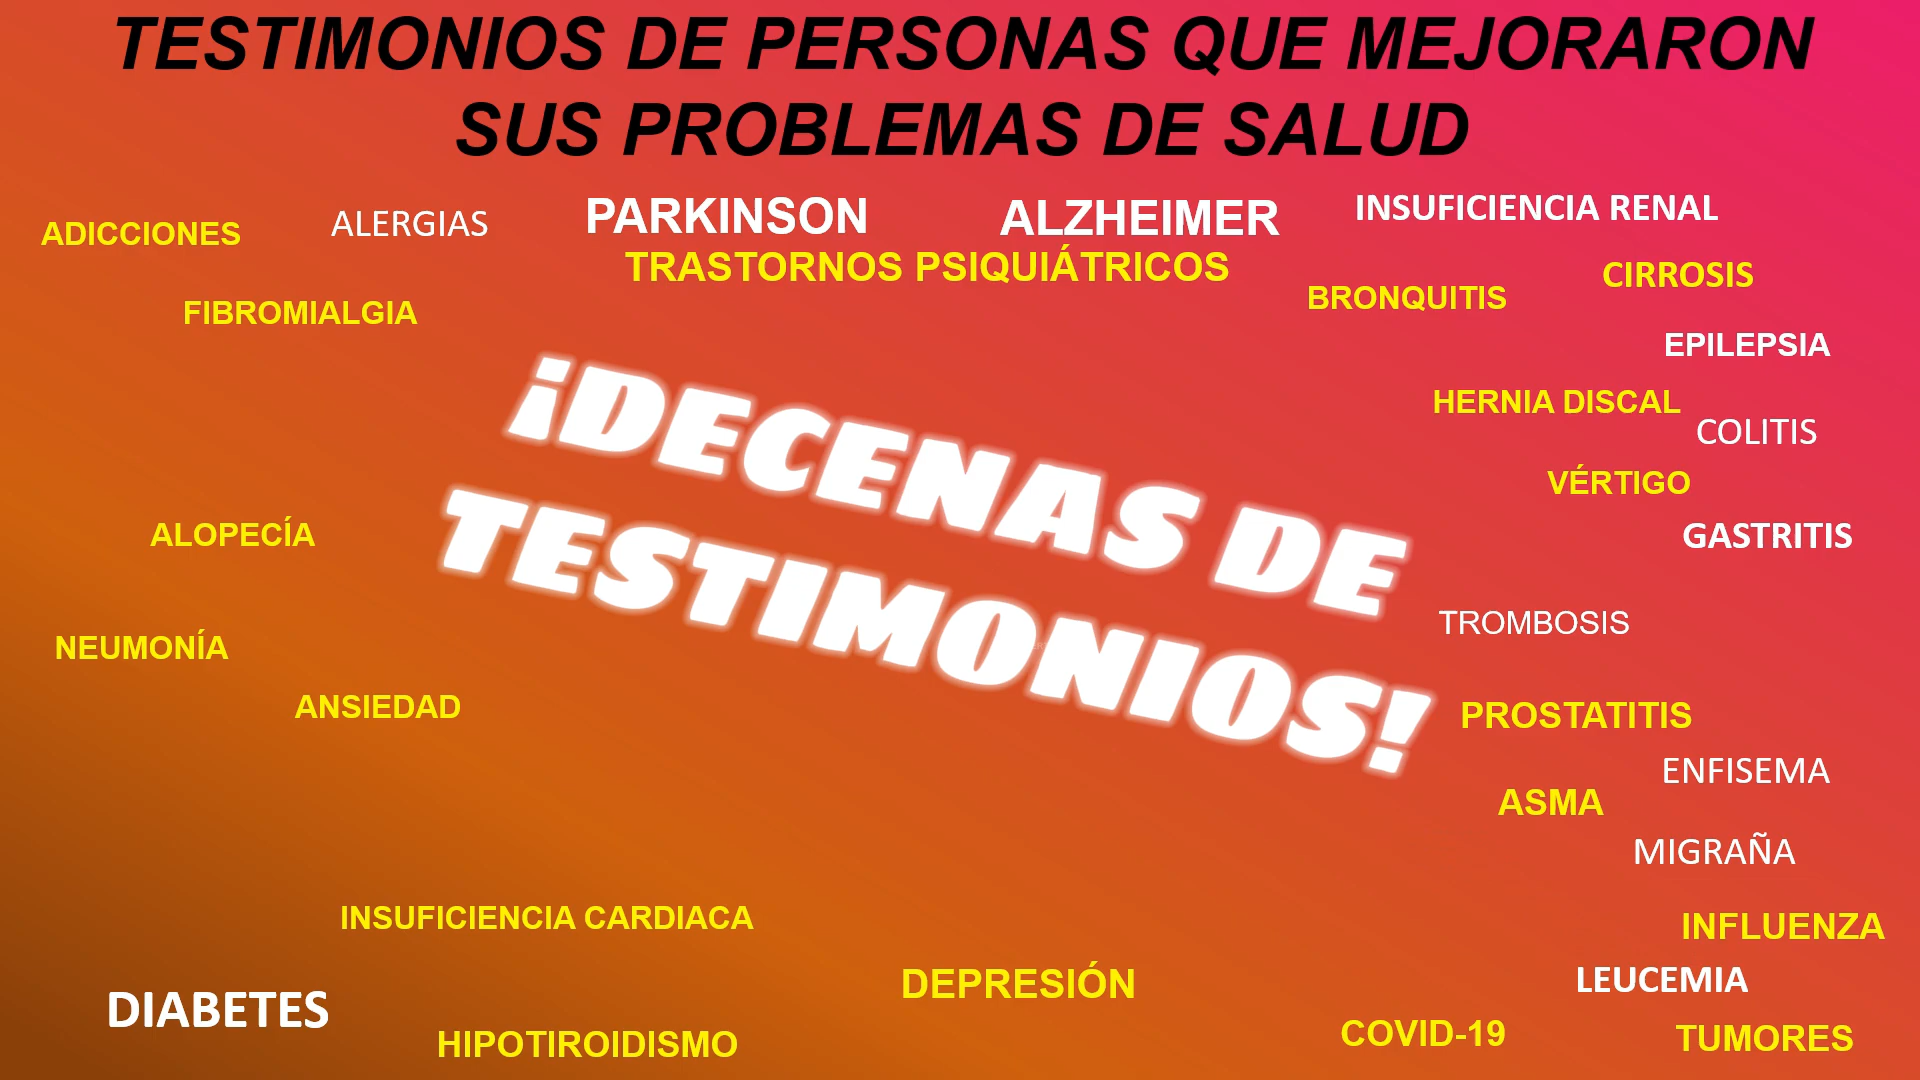 TESTIMONIOS DE PERSONAS QUE MEJORARON
SUS PROBLEMAS DE SALUD
ADICCIONES
ALERGIAS
PARKINSON
ALZHEIMER
INSUFICIENCIA RENAL
TRASTORNOS PSIQUIÁTRICOS
BRONQUITIS
CIRROSIS
FIBROMIALGIA
EPILEPSIA
HERNIA DISCAL
COLITIS
¡DECENAS DE
TESTIMONIOS!
VÉRTIGO
GASTRITIS
ALOPECÍA
TROMBOSIS
NEUMONÍA
ANSIEDAD
PROSTATITIS
ENFISEMA
ASMA
MIGRAÑA
INSUFICIENCIA CARDIACA
INFLUENZA
DEPRESIÓN
LEUCEMIA
DIABETES
HIPOTIROIDISMO
COVID-19
TUMORES